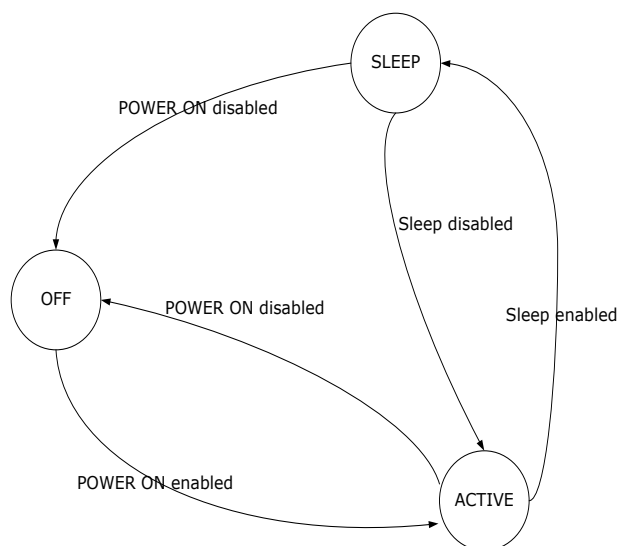 SLEEP
POWER ON disabled
Sleep disabled
OFF
POWER ON disabled
Sleep enabled
POWER ON enabled
ACTIVE